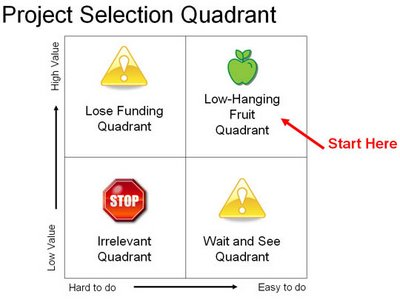 Project Selection Quadrant
High Value
Lose Funding
Quadrant
Low-Hanging
Fruit
Quadrant
Start Here
STOP
Irrelevant
Quadrant
Wait and See
Quadrant
Low Value
Hard to do
Easy to do